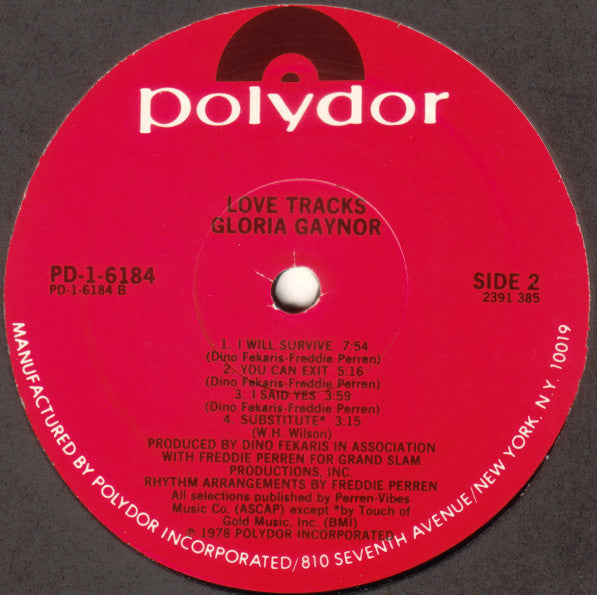 polydor
LOVE TRACKS
GLORIA GAYNOR
PD-1-6184
PD-1-6184 B
SIDE 2
2391 385
1. I WILL SURVIVE 7:54
(Dino Fekaris-Freddie Perren)
2. YOU CAN EXIT 5:16
(Dino Fekaris-Freddie Perren)
3. I SAID YES 3:59
(Dino Fekaris-Freddie Perren)
4. SUBSTITUTE* 3:15
(W.H. Wilson)
PRODUCED BY DINO FEKARIS IN ASSOCIATION
WITH FREDDIE PERREN FOR GRAND SLAM
PRODUCTIONS, INC
RHYTHM ARRANGEMENTS BY FREDDIE PERREN
All selections published by Perren-Vibes
Music Co. (ASCAP) except *by Touch of
Gold Music, Inc. (BMI)
℗ 1978 POLYDOR INCORPORATED
MANUFACTURED BY POLYDOR INCORPORATED/810 SEVENTH AVENUE/NEW YORK, N.Y. 10019